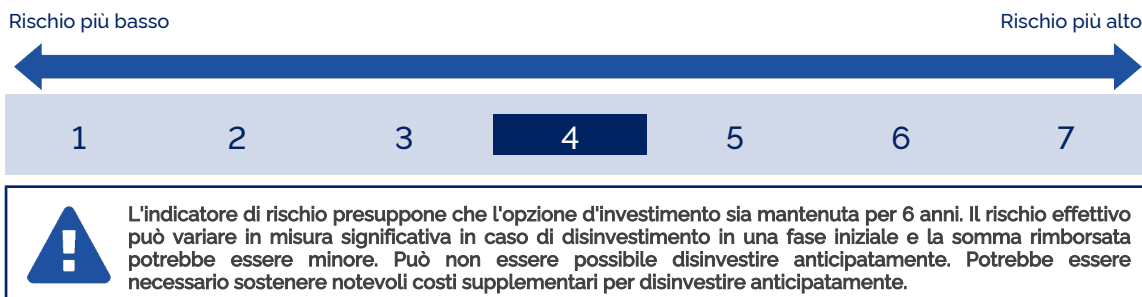 Rischio più basso Rischio più alto
1 2 3 4 5 6 7
L'indicatore di rischio presuppone che l'opzione d'investimento sia mantenuta per 6 anni. Il rischio effettivo
può variare in misura significativa in caso di disinvestimento in una fase iniziale e la somma rimborsata
potrebbe essere minore. Può non essere possibile disinvestire anticipatamente. Potrebbe essere
necessario sostenere notevoli costi supplementari per disinvestire anticipatamente.